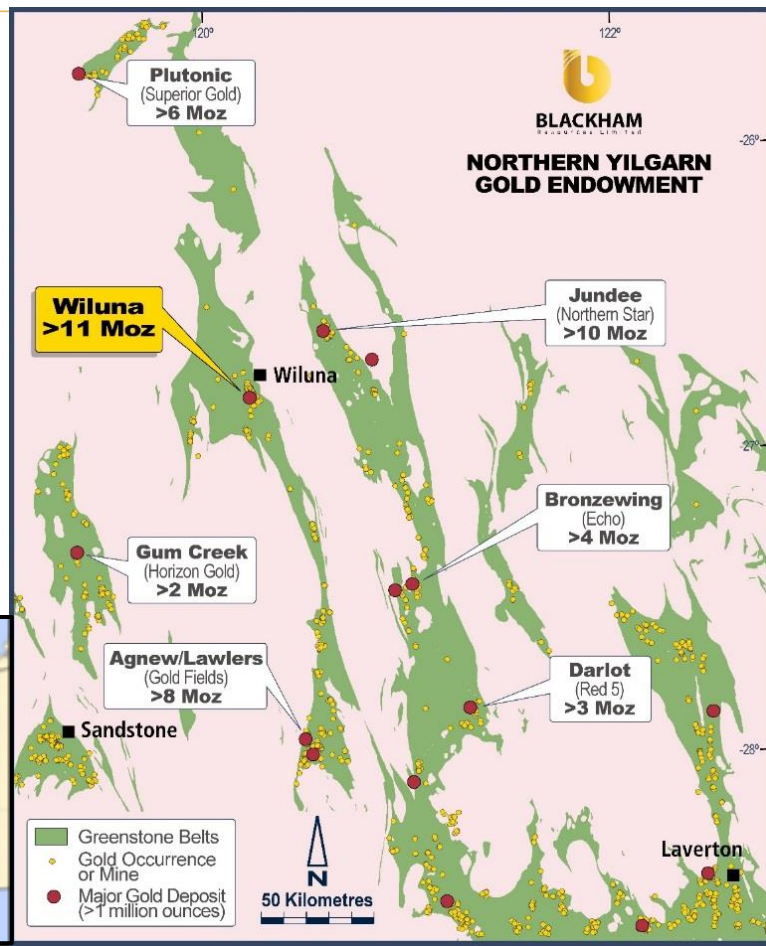 120°
122°
Plutonic
(Superior Gold)
>6 Moz
BLACKHAM
Resources Limited
-26°
NORTHERN YILGARN
GOLD ENDOWMENT
Wiluna
>11 Moz
Jundee
(Northern Star)
>10 Moz
Wiluna
-27°
Bronzewing
(Echo)
>4 Moz
Gum Creek
(Horizon Gold)
>2 Moz
Agnew/Lawlers
(Gold Fields)
>8 Moz
Darlot
(Red 5)
>3 Moz
Sandstone
-28°
Greenstone Belts
Gold Occurrence
or Mine
Major Gold Deposit
(>1 million ounces)
N
50 Kilometres
Laverton